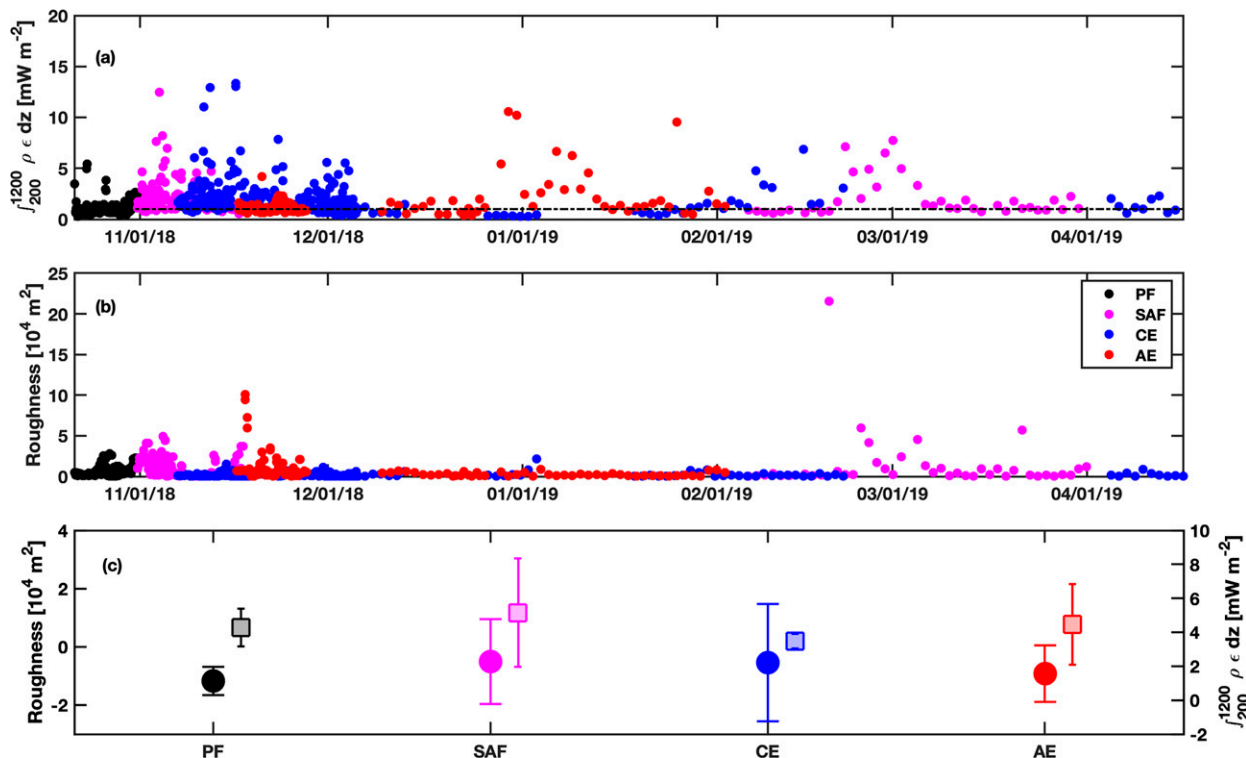 20
15
10
5
0
(a)
∫₂₀₀¹²⁰⁰ ρ ϵ dz [mW m⁻²]
11/01/18 12/01/18 01/01/19 02/01/19 03/01/19 04/01/19
25
20
15
10
5
0
(b)
Roughness [10⁴ m²]
PF
SAF
CE
AE
11/01/18 12/01/18 01/01/19 02/01/19 03/01/19 04/01/19
4
2
0
-2
(c)
Roughness [10⁴ m²]
10
8
6
4
2
0
-2
∫₂₀₀¹²⁰⁰ ρ ϵ dz [mW m⁻²]
PF SAF CE AE